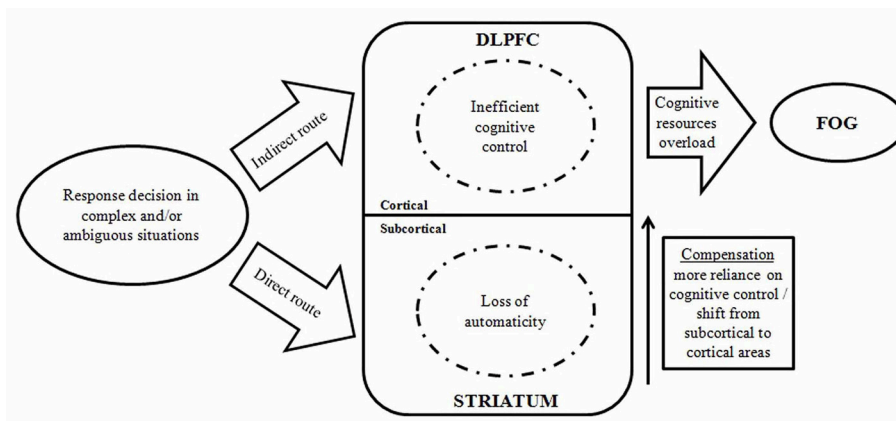 DLPFC
Inefficient
cognitive
control
Cortical
Indirect route
Response decision in
complex and/or
ambiguous situations
Direct route
Subcortical
Loss of
automaticity
STRIATUM
Cognitive
resources
overload
FOG
Compensation
more reliance on
cognitive control /
shift from
subcortical to
cortical areas